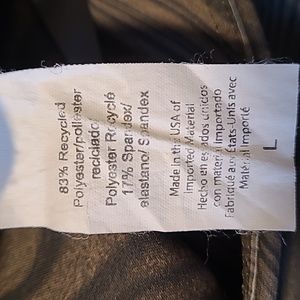 83% Recycled
Polyester/poliéster
reciclado/
Polyester Recyclé
17% Spandex/
elastano/ Spandex
Made in the USA of
Imported Material
Hecho en estados unidos
con material importado
Fabriqué aux États-Unis avec
Matériel Importé
L